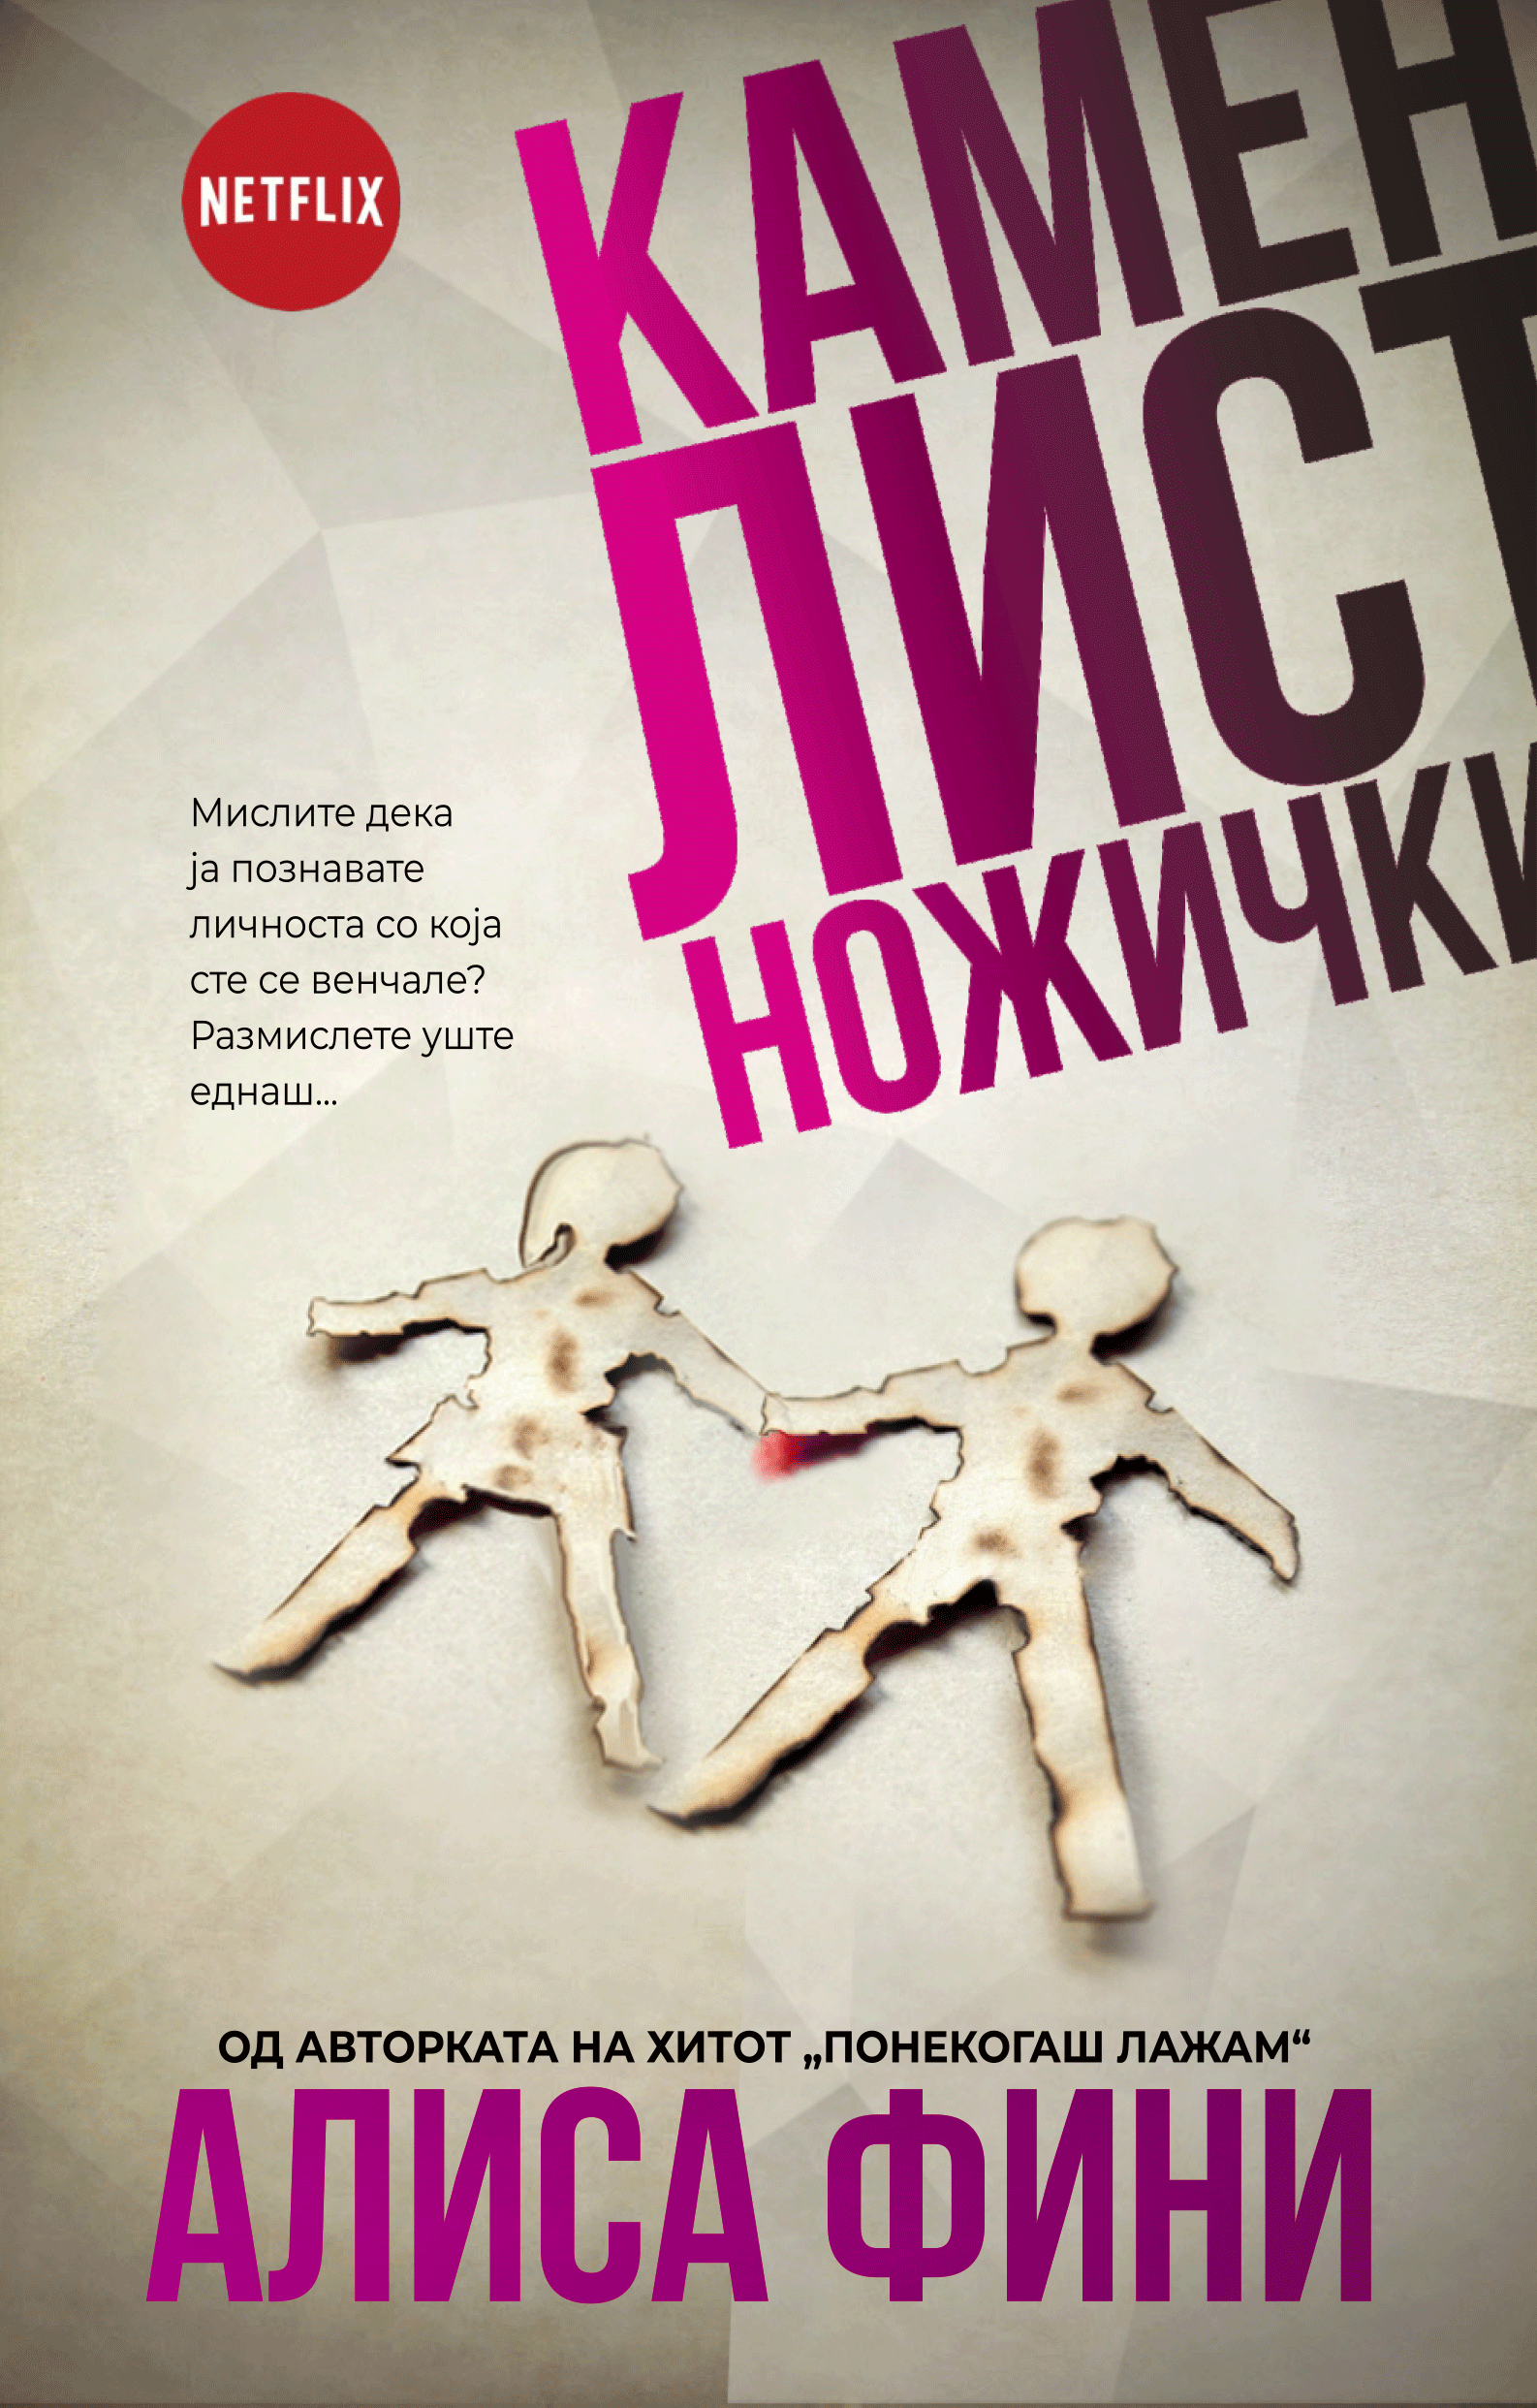 NETFLIX
КАМЕН
ЛИСТ
НОЖИЧКИ
Мислите дека
ја познавате
личноста со која
сте се венчале?
Размислете уште
еднаш...
ОД АВТОРКАТА НА ХИТОТ „ПОНЕКОГАШ ЛАЖАМ“
АЛИСА ФИНИ